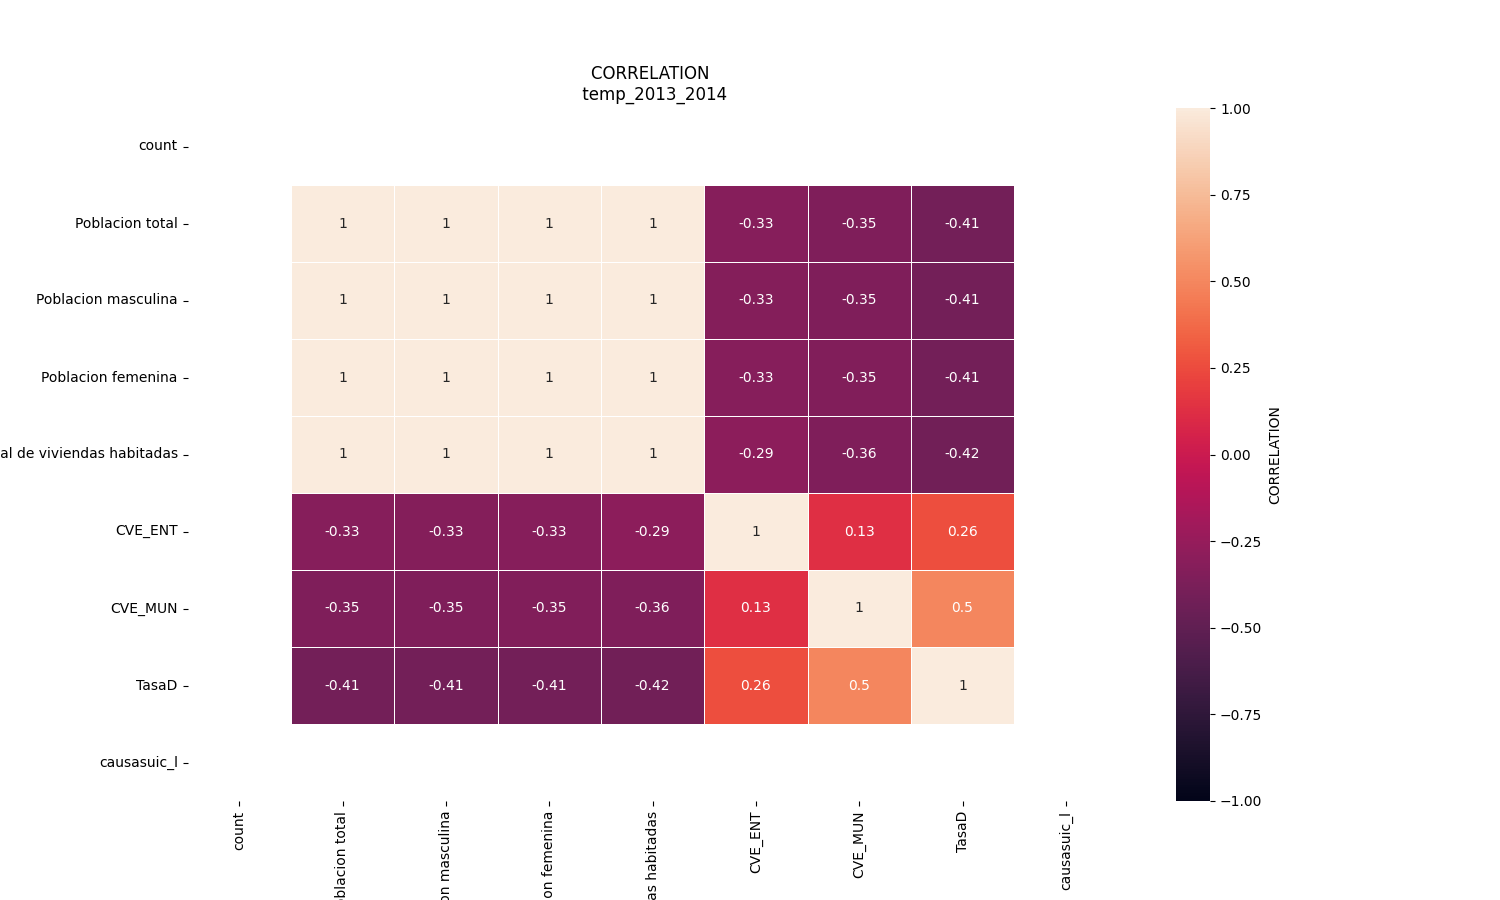 CORRELATION
temp_2013_2014
count
Poblacion total 1 1 1 1 -0.33 -0.35 -0.41
Poblacion masculina 1 1 1 1 -0.33 -0.35 -0.41
Poblacion femenina 1 1 1 1 -0.33 -0.35 -0.41
al de viviendas habitadas 1 1 1 1 -0.29 -0.36 -0.42
CVE_ENT -0.33 -0.33 -0.33 -0.29 1 0.13 0.26
CVE_MUN -0.35 -0.35 -0.35 -0.36 0.13 1 0.5
TasaD -0.41 -0.41 -0.41 -0.42 0.26 0.5 1
causasuic_l
count
oblacion total
on masculina
on femenina
as habitadas
CVE_ENT
CVE_MUN
TasaD
causasuic_l
1.00
0.75
0.50
0.25
0.00
−0.25
−0.50
−0.75
−1.00
CORRELATION